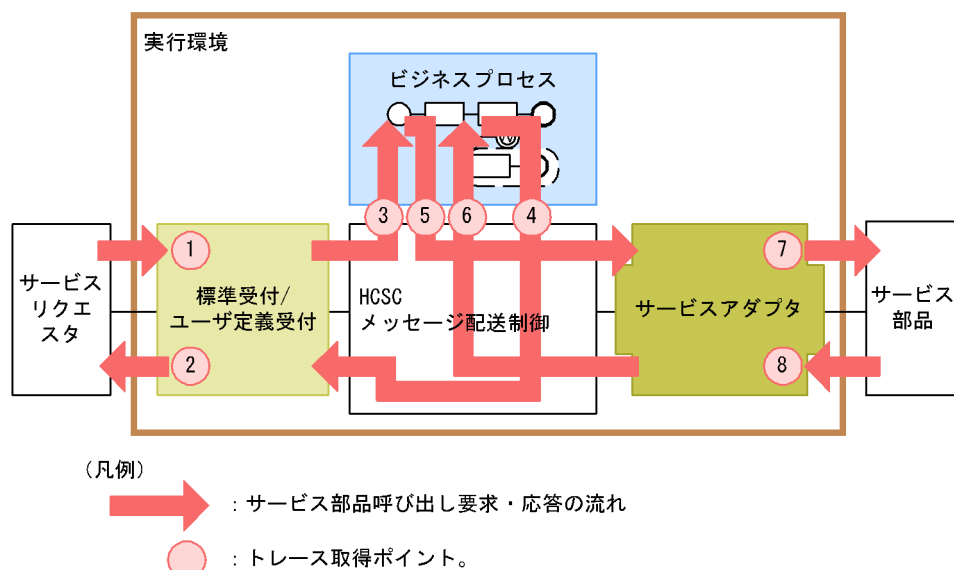 実行環境
ビジネスプロセス
3
5
6
4
1
7
サービス
リクエ
スタ
標準受付/
ユーザ定義受付
HCSC
メッセージ配送制御
サービスアダプタ
サービス
部品
2
8
(凡例)
：サービス部品呼び出し要求・応答の流れ
：トレース取得ポイント。